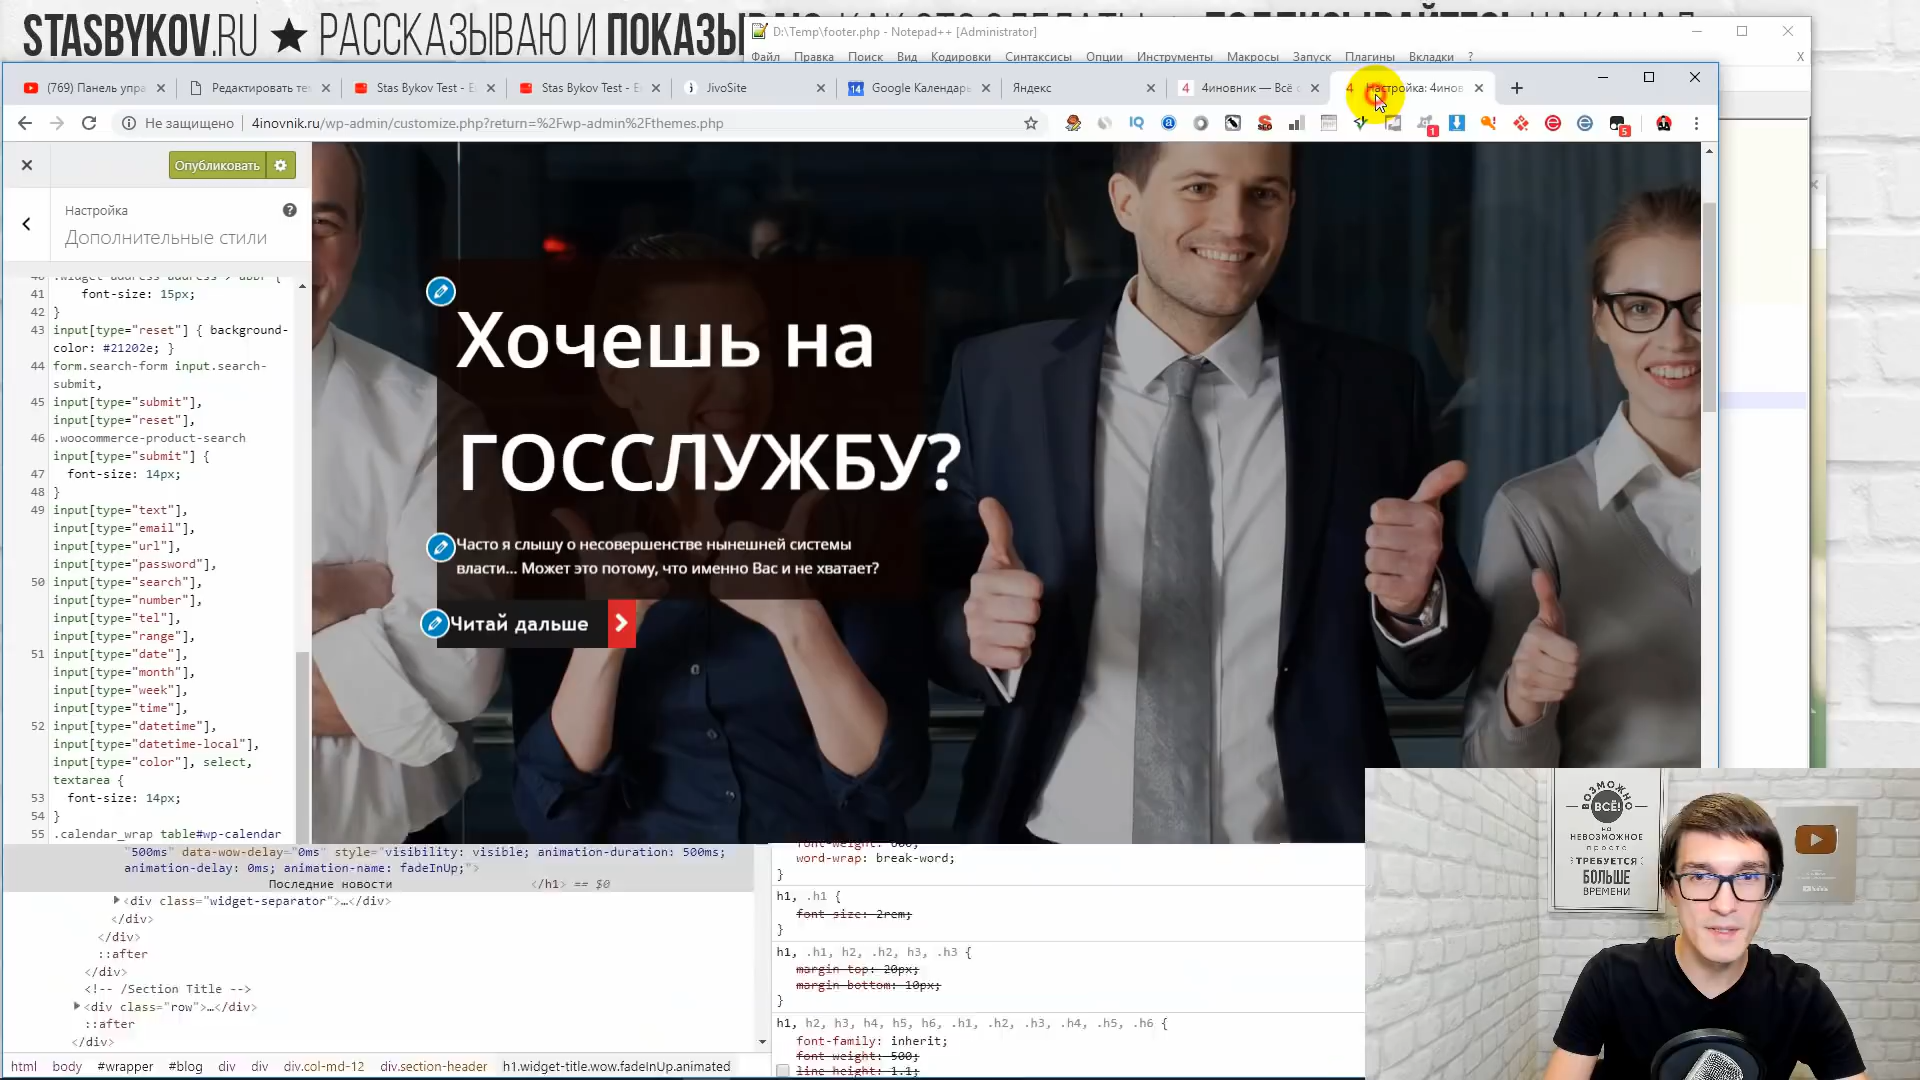 STASBYKOV.RU ★ РАССКАЗЫВАЮ И ПОКАЗЫ
D:\Temp\footer.php - Notepad++ [Administrator]
Файл Правка Поиск Вид Кодировки Синтаксисы Опции Инструменты Макросы Запуск Плагины Вкладки ?
X
(769) Панель упра
Редактировать те
Stas Bykov Test - E
Stas Bykov Test - E
JivoSite
Google Календарь
Яндекс
4иновник — Всё
Настройка: 4инов
Не защищено
4inovnik.ru/wp-admin/customize.php?return=%2Fwp-admin%2Fthemes.php
Опубликовать
Настройка
Дополнительные стили
41 font-size: 15px;
42 }
43 input[type="reset"] { background-
color: #21202e; }
44 form.search-form input.search-
submit,
45 input[type="submit"],
input[type="reset"],
46 .woocommerce-product-search
input[type="submit"] {
47 font-size: 14px;
48 }
49 input[type="text"],
input[type="email"],
input[type="url"],
input[type="password"],
50 input[type="search"],
input[type="number"],
input[type="tel"],
input[type="range"],
51 input[type="date"],
input[type="month"],
input[type="week"],
input[type="time"],
52 input[type="datetime"],
input[type="datetime-local"],
input[type="color"], select,
textarea {
53 font-size: 14px;
54 }
55 .calendar_wrap table#wp-calendar
Хочешь на
ГОССЛУЖБУ?
Часто я слышу о несовершенстве нынешней системы
власти... Может это потому, что именно Вас и не хватает?
Читай дальше
"500ms" data-wow-delay="0ms" style="visibility: visible; animation-duration: 500ms;
animation-delay: 0ms; animation-name: fadeInUp;">
Последние новости </h1> == $0
<div class="widget-separator">…</div>
</div>
</div>
::after
</div>
<!-- /Section Title -->
<div class="row">…</div>
::after
</div>
html body #wrapper #blog div div div.col-md-12 div.section-header h1.widget-title.wow.fadeInUp.animated
word-wrap: break-word;
}
h1, .h1 {
font-size: 2rem;
}
h1, .h1, h2, .h2, h3, .h3 {
margin-top: 20px;
margin-bottom: 10px;
}
h1, h2, h3, h4, h5, h6, .h1, .h2, .h3, .h4, .h5, .h6 {
font-family: inherit;
font-weight: 500;
line-height: 1.1;
ВОЗМОЖНО
ВСЁ!
на
НЕВОЗМОЖНОЕ
просто
ТРЕБУЕТСЯ
БОЛЬШЕ
ВРЕМЕНИ